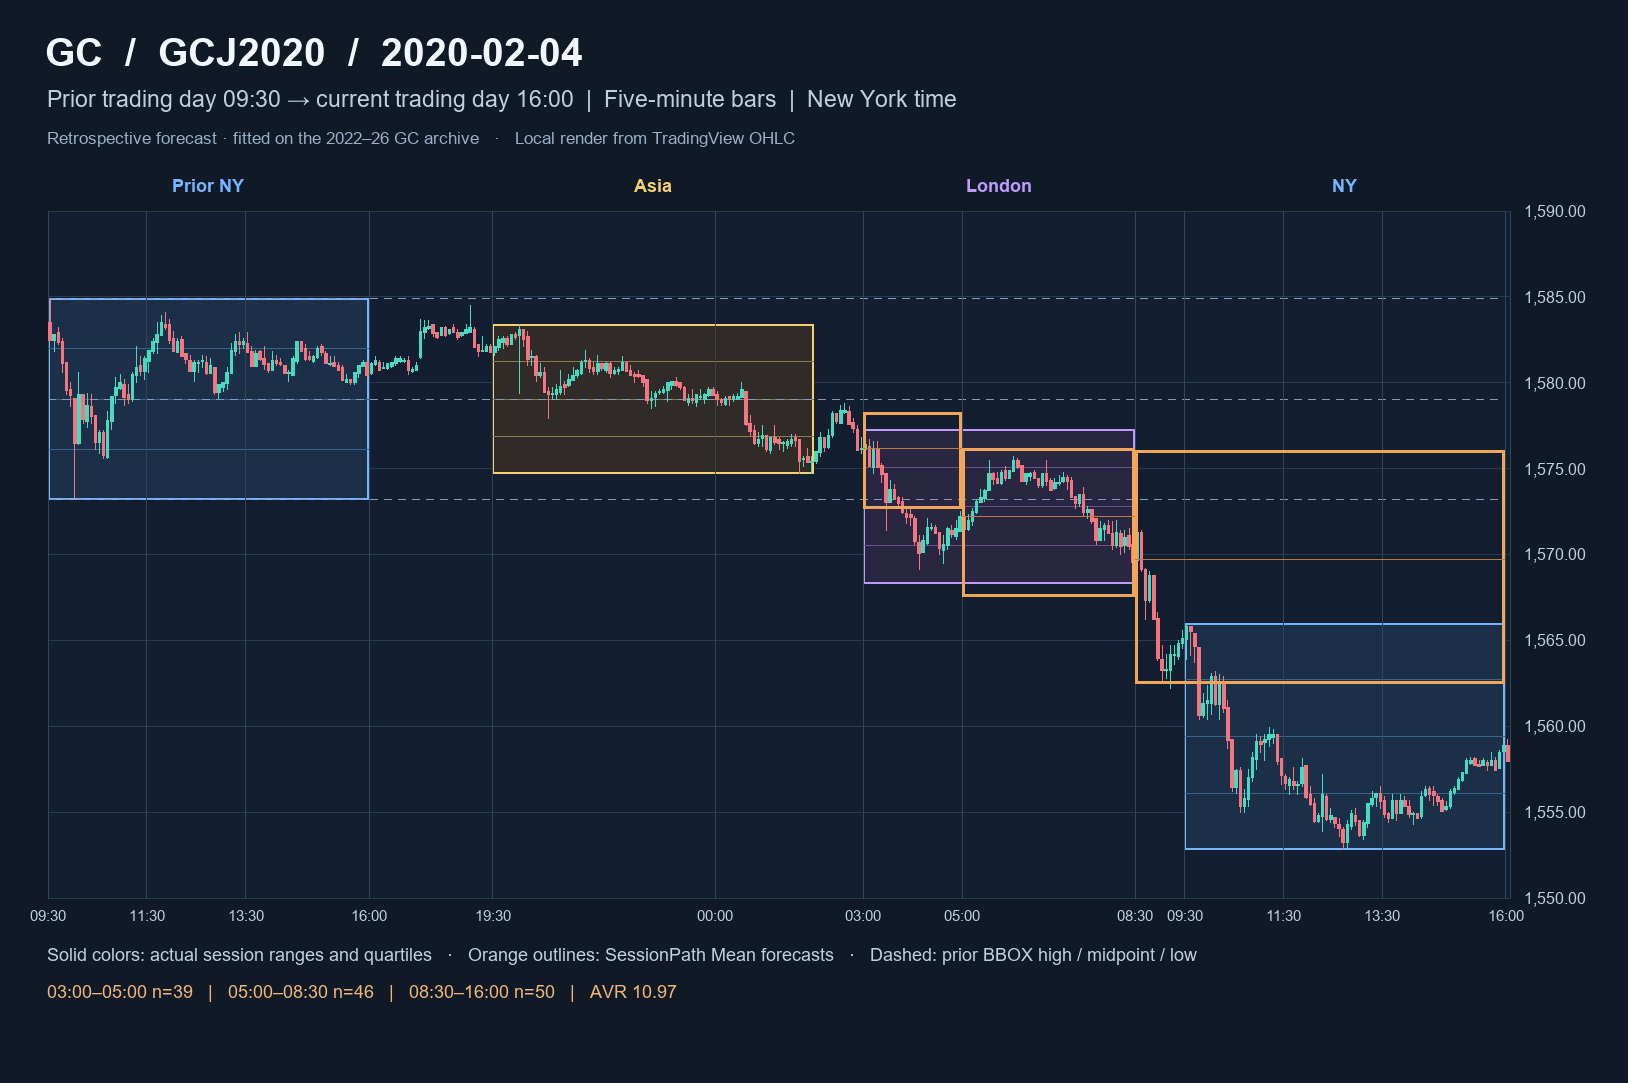 GC / GCJ2020 / 2020-02-04
Prior trading day 09:30 → current trading day 16:00 | Five-minute bars | New York time
Retrospective forecast · fitted on the 2022–26 GC archive · Local render from TradingView OHLC
Prior NY Asia London NY
1,590.00
1,585.00
1,580.00
1,575.00
1,570.00
1,565.00
1,560.00
1,555.00
1,550.00
09:30 11:30 13:30 16:00 19:30 00:00 03:00 05:00 08:30 09:30 11:30 13:30 16:00
Solid colors: actual session ranges and quartiles · Orange outlines: SessionPath Mean forecasts · Dashed: prior BBOX high / midpoint / low
03:00–05:00 n=39 | 05:00–08:30 n=46 | 08:30–16:00 n=50 | AVR 10.97